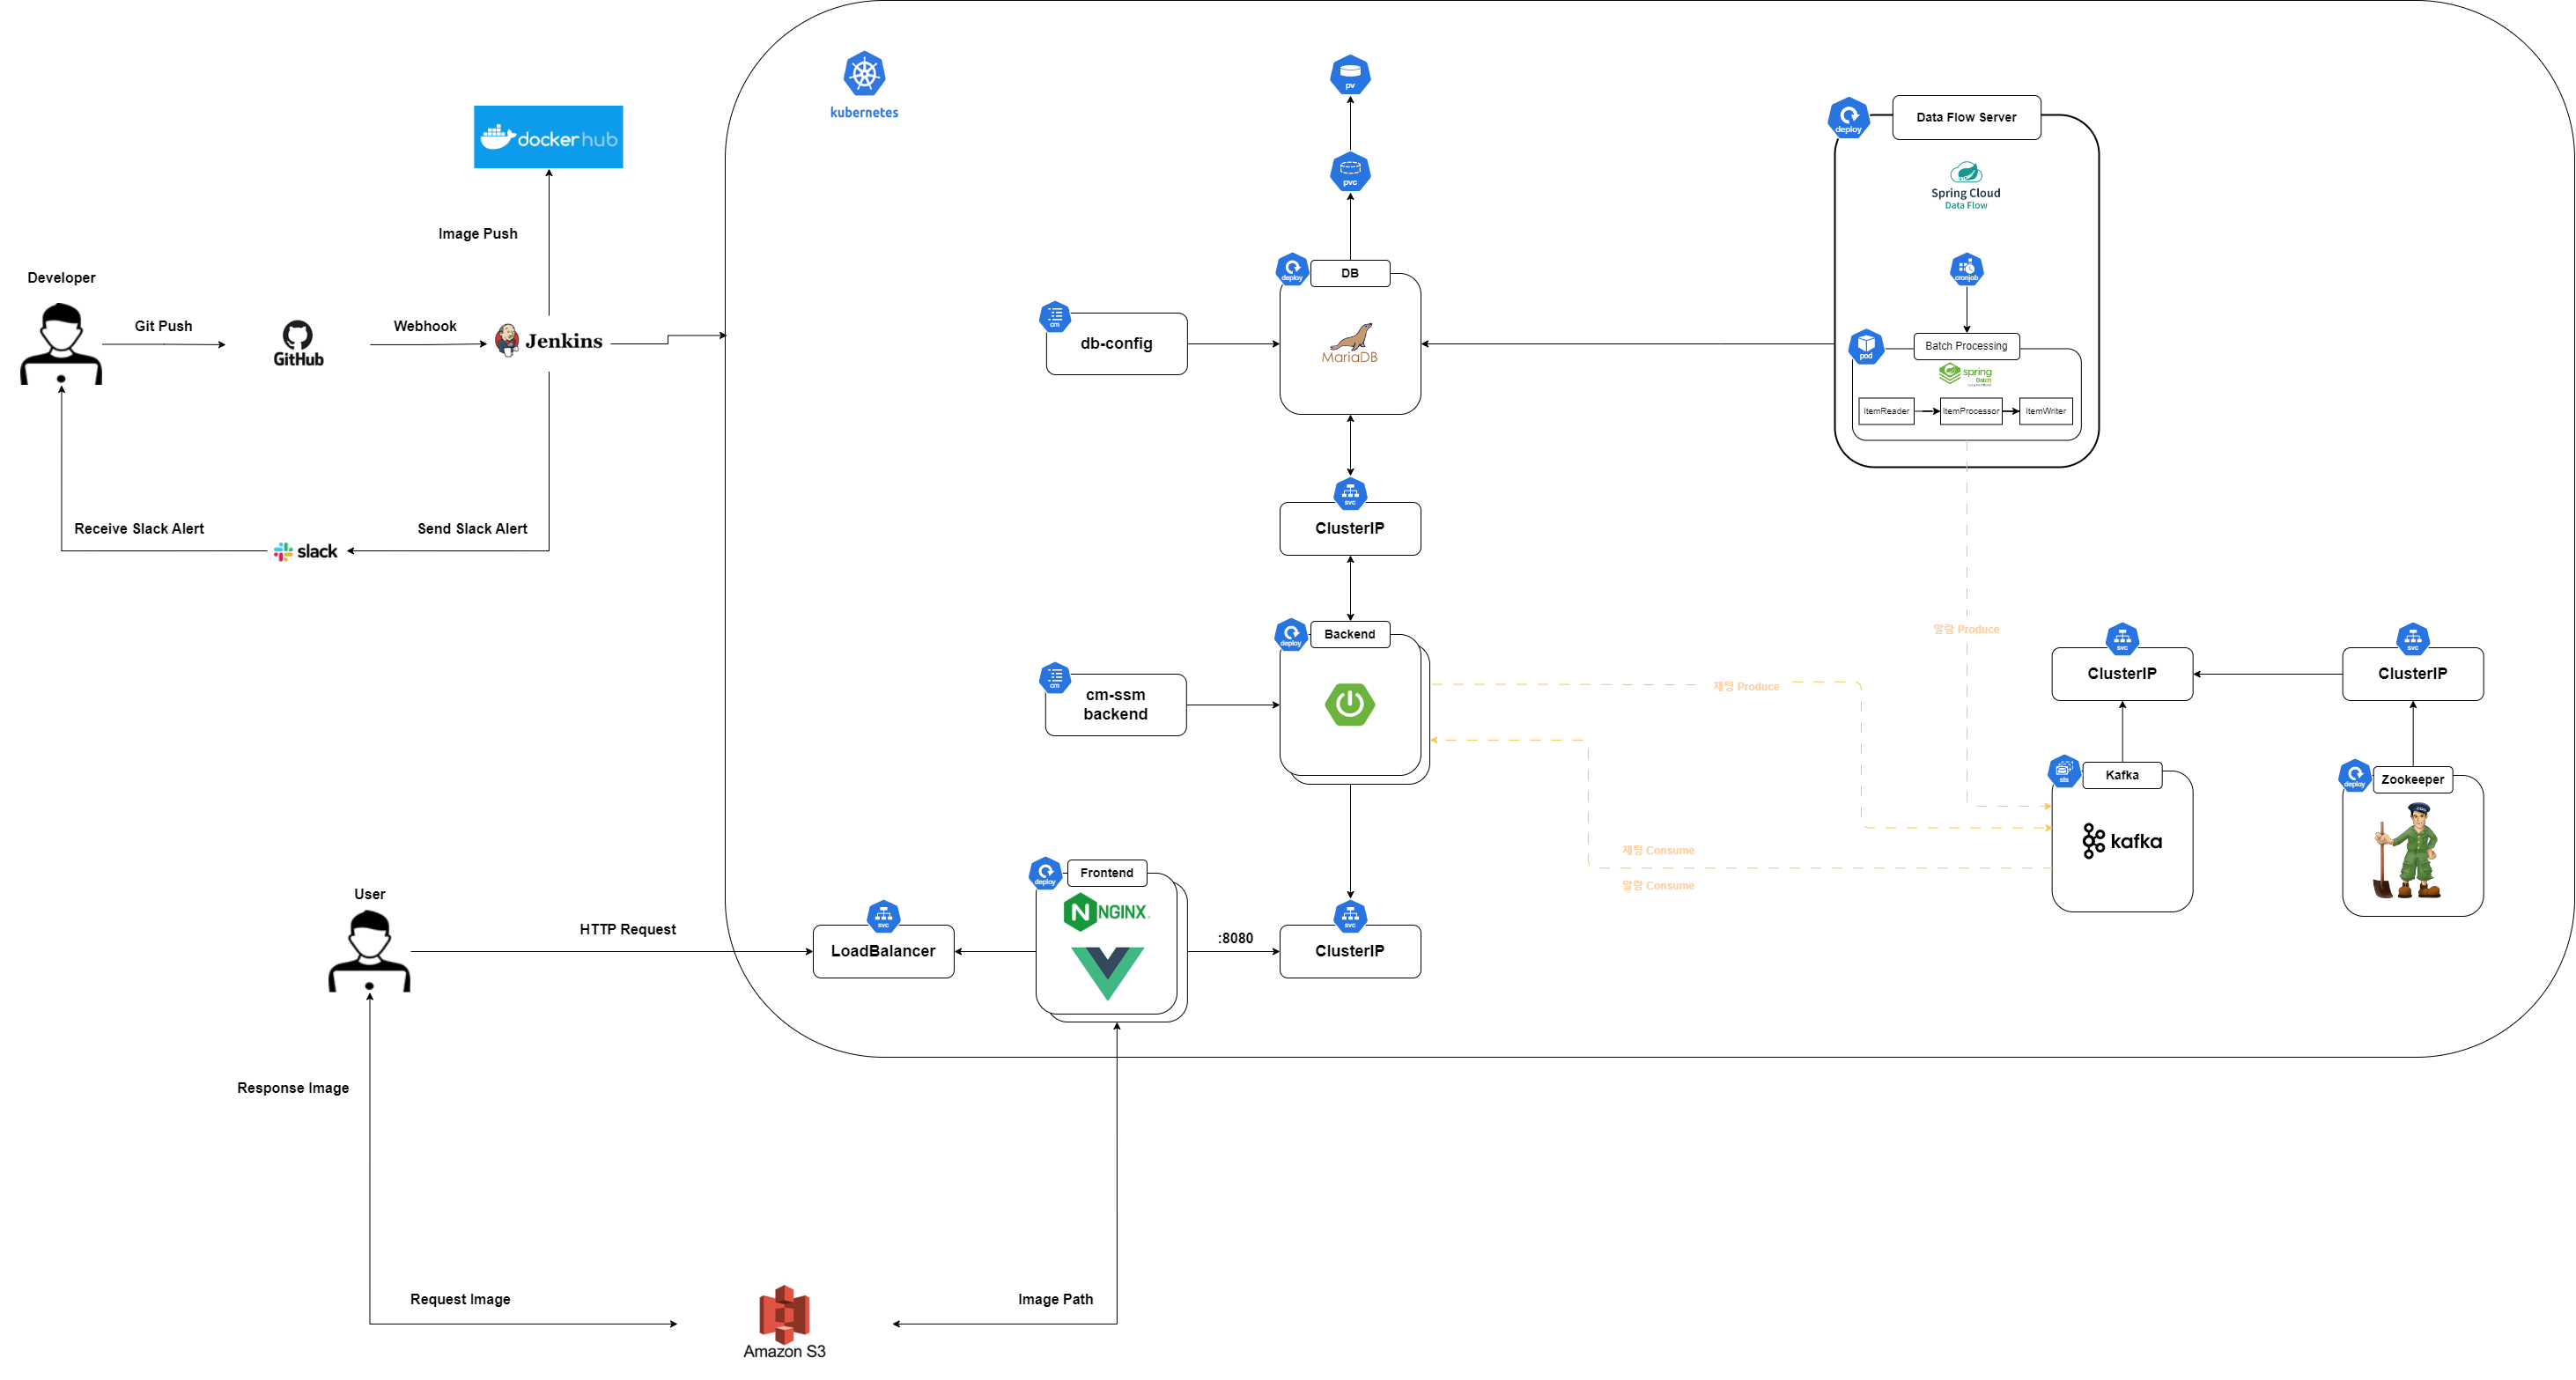 kubernetes
pv
pvc
deploy
Data Flow Server
Spring Cloud
Data Flow
dockerhub
Image Push
Developer
Git Push
GitHub
Webhook
Jenkins
deploy
DB
MariaDB
cm
db-config
cronjob
pod
Batch Processing
spring
Batch
ItemReader
ItemProcessor
ItemWriter
Receive Slack Alert
slack
Send Slack Alert
svc
ClusterIP
deploy
Backend
cm
cm-ssm
backend
알람 Produce
채팅 Produce
svc
ClusterIP
svc
ClusterIP
sts
Kafka
kafka
deploy
Zookeeper
채팅 Consume
알람 Consume
User
HTTP Request
svc
LoadBalancer
deploy
Frontend
NGINX
:8080
svc
ClusterIP
Response Image
Request Image
Amazon S3
Image Path